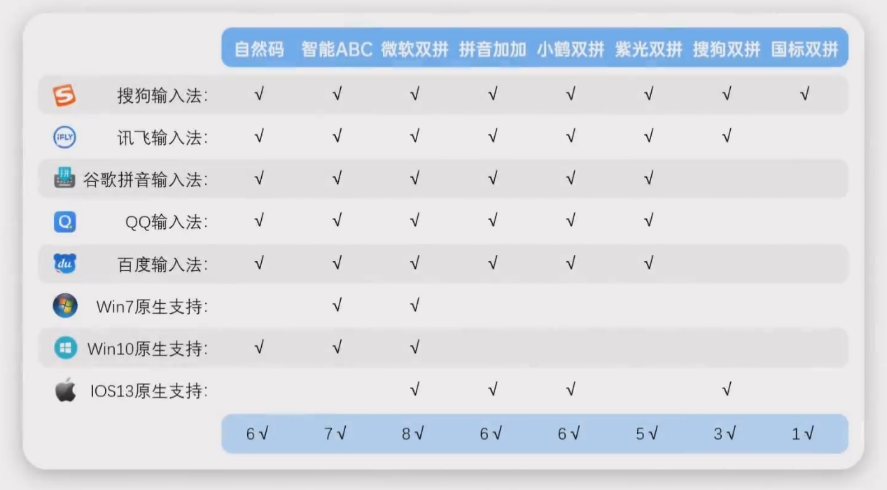 自然码 智能ABC 微软双拼 拼音加加 小鹤双拼 紫光双拼 搜狗双拼 国标双拼
搜狗输入法: √ √ √ √ √ √ √ √
iFLY 讯飞输入法: √ √ √ √ √ √ √
谷歌拼音输入法: √ √ √ √ √ √
QQ输入法: √ √ √ √ √ √
du 百度输入法: √ √ √ √ √ √
Win7原生支持: √ √
Win10原生支持: √ √ √
IOS13原生支持: √ √ √ √
6√ 7√ 8√ 6√ 6√ 5√ 3√ 1√